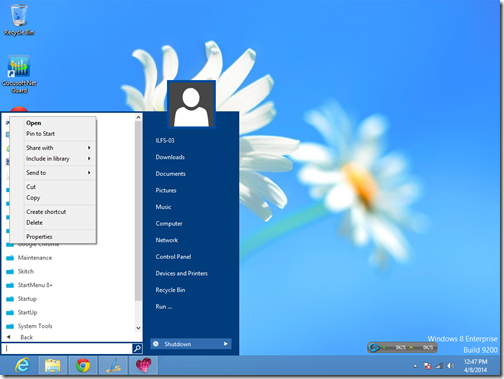 Recycle Bin
Cucusoft Net
Guard
Open
Pin to Start
Share with
Include in library
Send to
Cut
Copy
Create shortcut
Delete
Properties
Google Chrome
Maintenance
Skitch
StartMenu 8+
Startup
StartUp
System Tools
Back
ILFS-03
Downloads
Documents
Pictures
Music
Computer
Network
Control Panel
Devices and Printers
Recycle Bin
Run ...
Shutdown
Windows 8 Enterprise
Build 9200
0K/S
0K/S
12:47 PM
4/8/2014